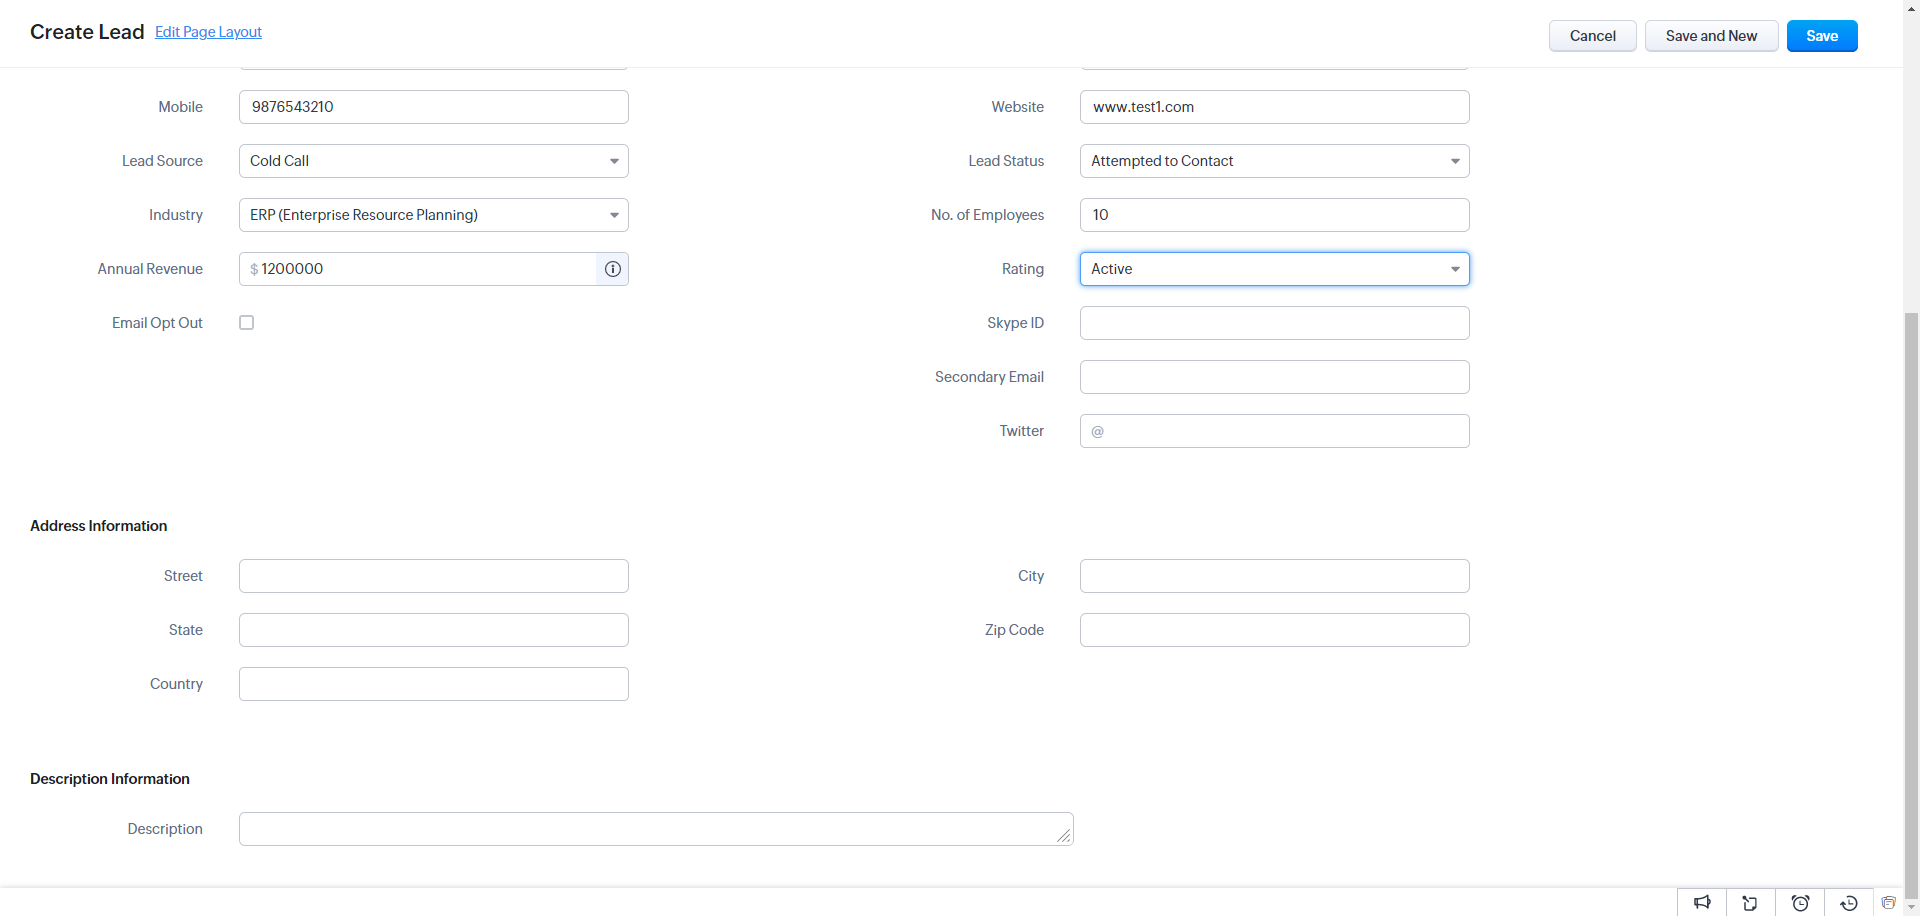 Create Lead Edit Page Layout Cancel Save and New Save
Mobile 9876543210 Website www.test1.com
Lead Source Cold Call Lead Status Attempted to Contact
Industry ERP (Enterprise Resource Planning) No. of Employees 10
Annual Revenue $ 1200000 Rating Active
Email Opt Out Skype ID
Secondary Email
Twitter @
Address Information
Street City
State Zip Code
Country
Description Information
Description